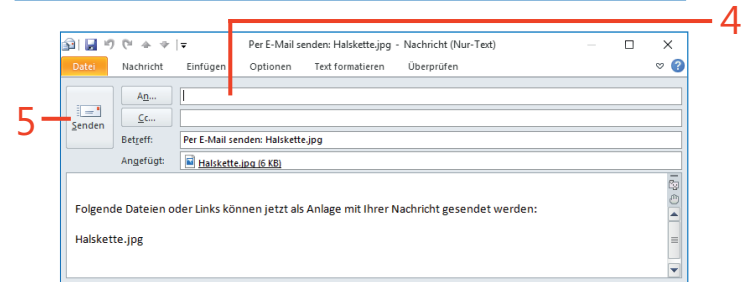 4
Per E-Mail senden: Halskette.jpg - Nachricht (Nur-Text)
Datei Nachricht Einfügen Optionen Text formatieren Überprüfen
An...
5
Senden
Cc...
Betreff: Per E-Mail senden: Halskette.jpg
Angefügt: Halskette.jpg (6 KB)
Folgende Dateien oder Links können jetzt als Anlage mit Ihrer Nachricht gesendet werden:
Halskette.jpg